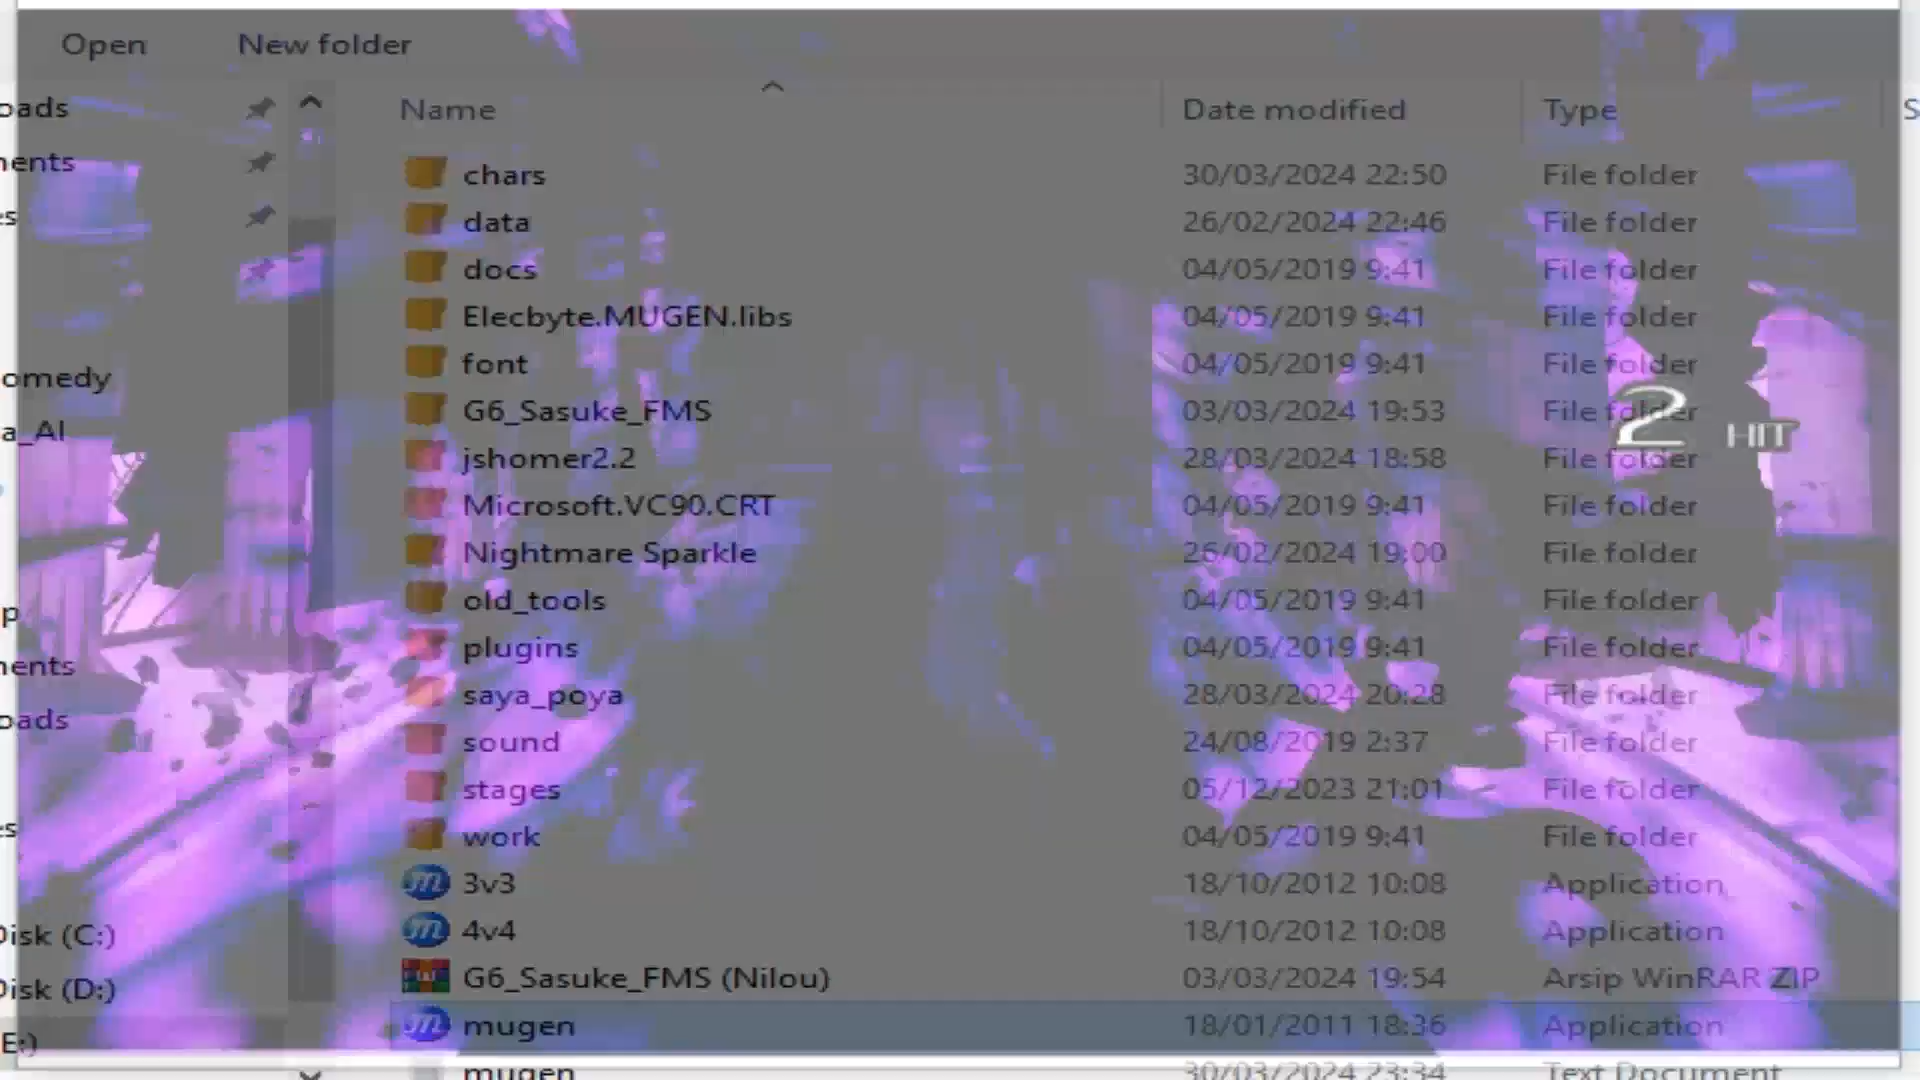 Open New folder
oads
Name Date modified Type S
ents
chars 30/03/2024 22:50 File folder
es
data 26/02/2024 22:46 File folder
docs 04/05/2019 9:41 File folder
Elecbyte.MUGEN.libs 04/05/2019 9:41 File folder
omedy
font 04/05/2019 9:41 File folder
a_AI
G6_Sasuke_FMS 03/03/2024 19:53 File folder
2 HIT
jshomer2.2 28/03/2024 18:58 File folder
Microsoft.VC90.CRT 04/05/2019 9:41 File folder
Nightmare Sparkle 26/02/2024 19:00 File folder
p
old_tools 04/05/2019 9:41 File folder
ments
plugins 04/05/2019 9:41 File folder
saya_poya 28/03/2024 20:28 File folder
oads
sound 24/08/2019 2:37 File folder
stages 05/12/2023 21:01 File folder
es
work 04/05/2019 9:41 File folder
3v3 18/10/2012 10:08 Application
Disk (C:)
4v4 18/10/2012 10:08 Application
Disk (D:)
G6_Sasuke_FMS (Nilou) 03/03/2024 19:54 Arsip WinRAR ZIP
E:)
mugen 18/01/2011 18:36 Application
mugen 30/03/2024 23:34 Text Document